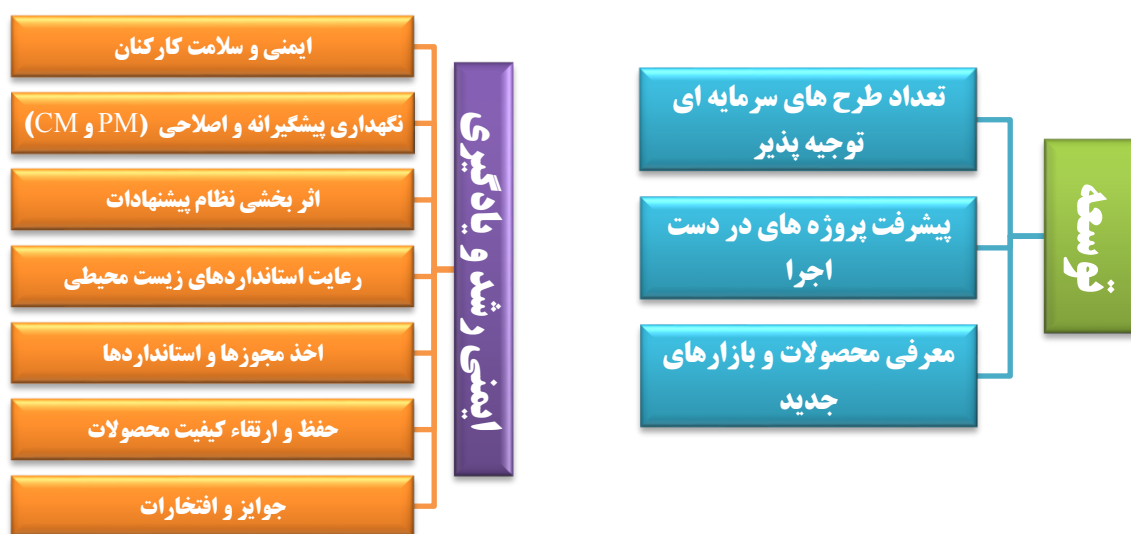 توسعه
تعداد طرح های سرمایه ای
توجیه پذیر
پیشرفت پروژه های در دست
اجرا
معرفی محصولات و بازارهای
جدید
ایمنی رشد و یادگیری
ایمنی و سلامت کارکنان
نگهداری پیشگیرانه و اصلاحی (PM و CM)
اثر بخشی نظام پیشنهادات
رعایت استانداردهای زیست محیطی
اخذ مجوزها و استانداردها
حفظ و ارتقاء کیفیت محصولات
جوایز و افتخارات